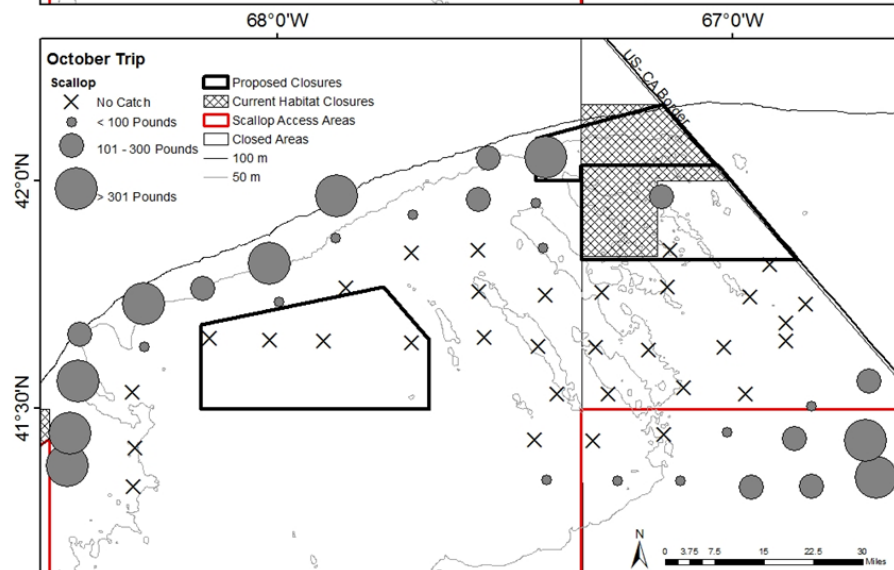 68°0'W 67°0'W
October Trip
Scallop
No Catch
< 100 Pounds
101 - 300 Pounds
> 301 Pounds
Proposed Closures
Current Habitat Closures
Scallop Access Areas
Closed Areas
100 m
50 m
US- CA Border
42°0'N
41°30'N
N
0 3.75 7.5 15 22.5 30
Miles